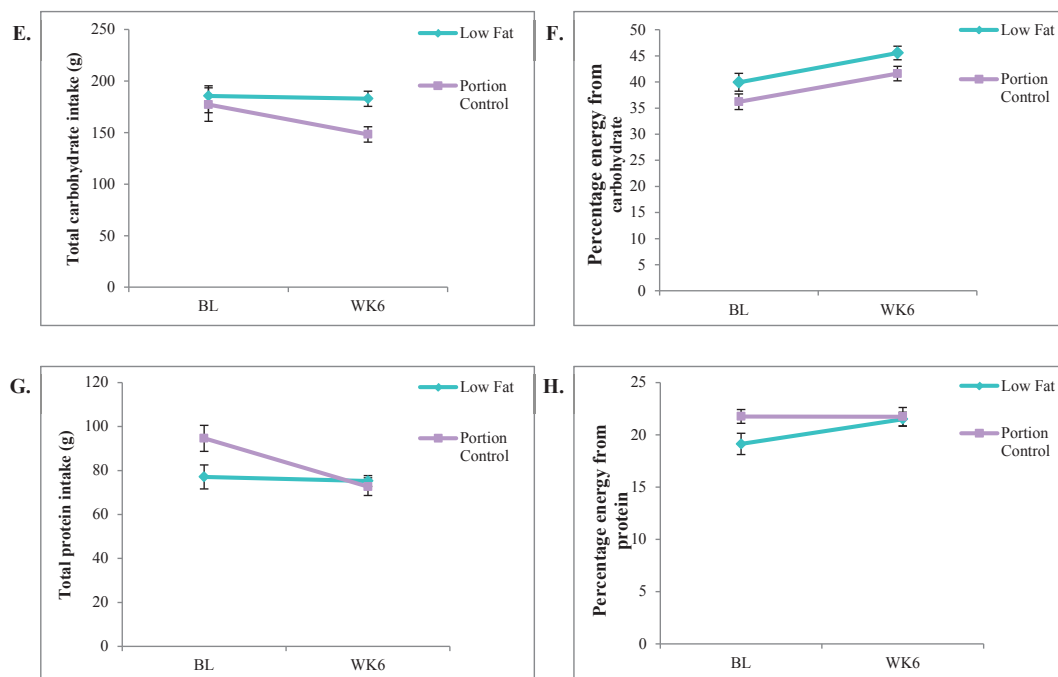 E.
Total carbohydrate intake (g)
250
200
150
100
50
0
BL
WK6
Low Fat
Portion
Control
F.
Percentage energy from
carbohydrate
50
45
40
35
30
25
20
15
10
5
0
BL
WK6
Low Fat
Portion
Control
G.
Total protein intake (g)
120
100
80
60
40
20
0
BL
WK6
Low Fat
Portion
Control
H.
Percentage energy from
protein
25
20
15
10
5
0
BL
WK6
Low Fat
Portion
Control